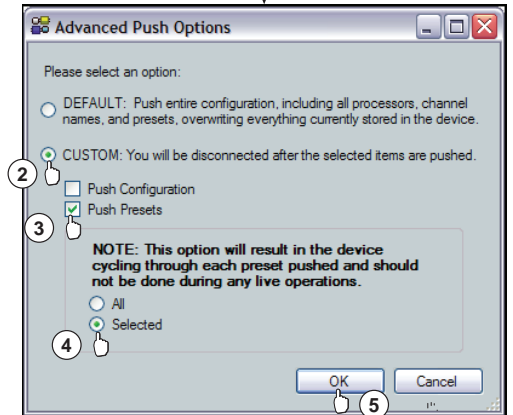 Advanced Push Options
Please select an option:
DEFAULT: Push entire configuration, including all processors, channel
names, and presets, overwriting everything currently stored in the device.
CUSTOM: You will be disconnected after the selected items are pushed.
2
Push Configuration
Push Presets
3
NOTE: This option will result in the device
cycling through each preset pushed and should
not be done during any live operations.
All
Selected
4
OK
Cancel
5